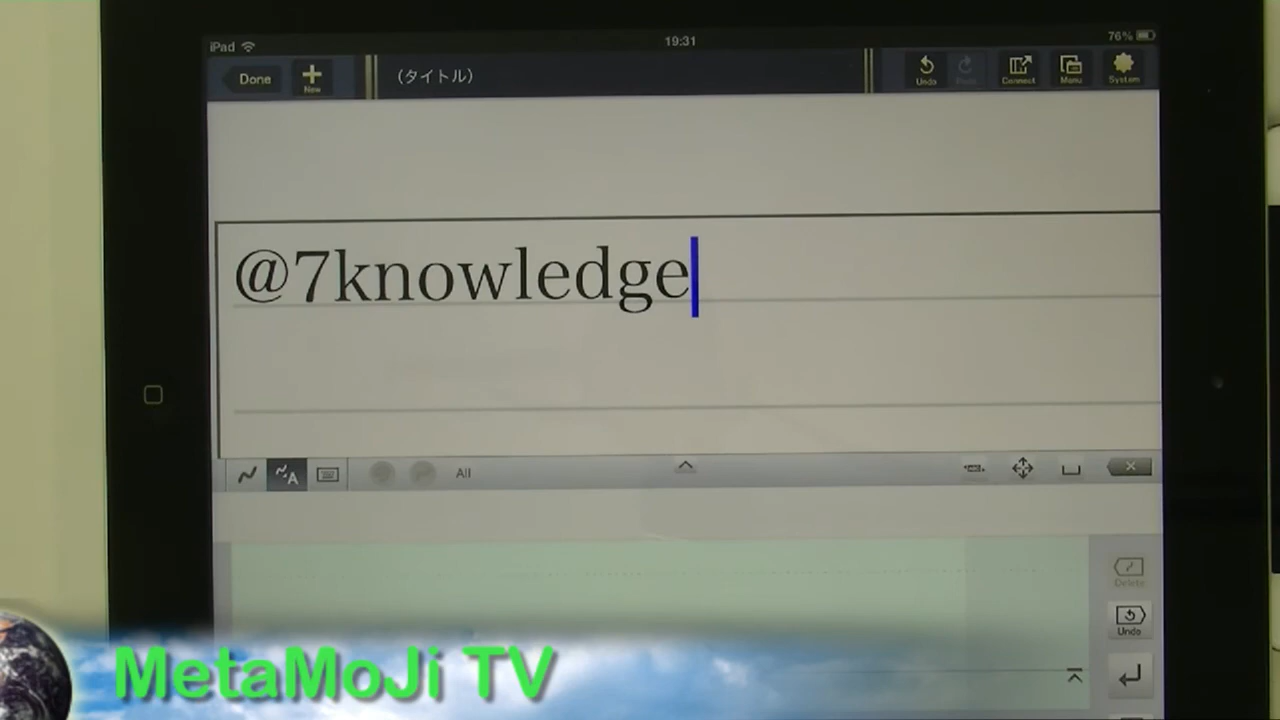 iPad 19:31 76%
Done New （タイトル） Undo Connect Menu System
@7knowledge
A All
Delete
Undo
MetaMoJi TV